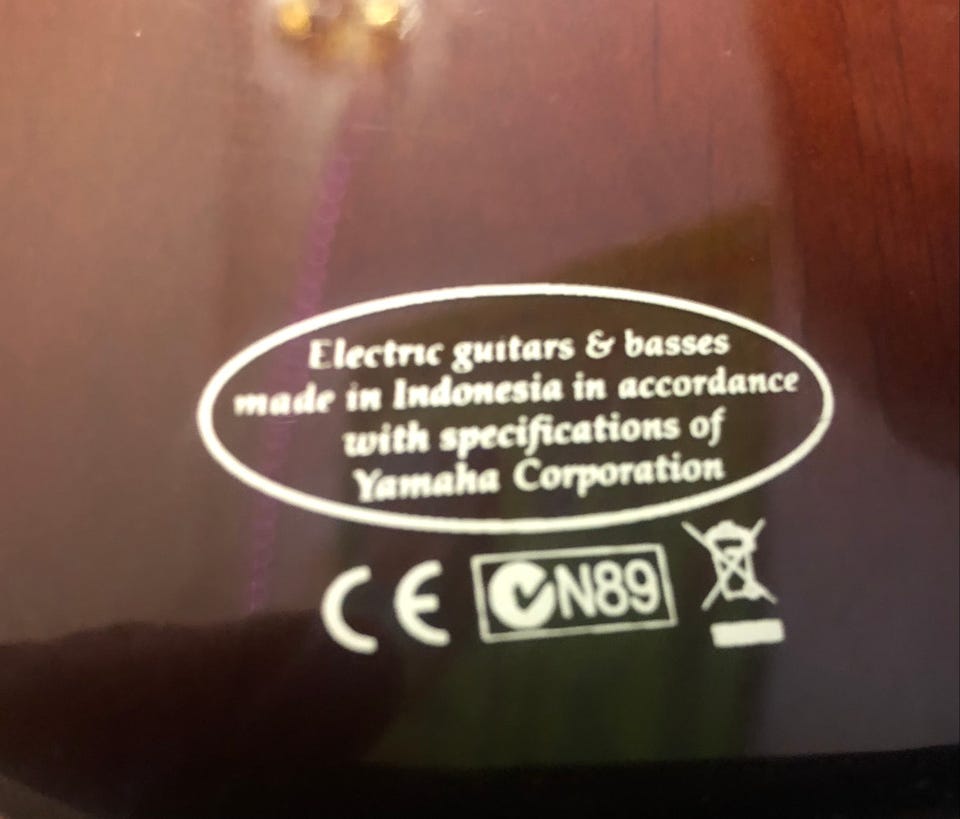 Electric guitars & basses
made in Indonesia in accordance
with specifications of
Yamaha Corporation
CE N89